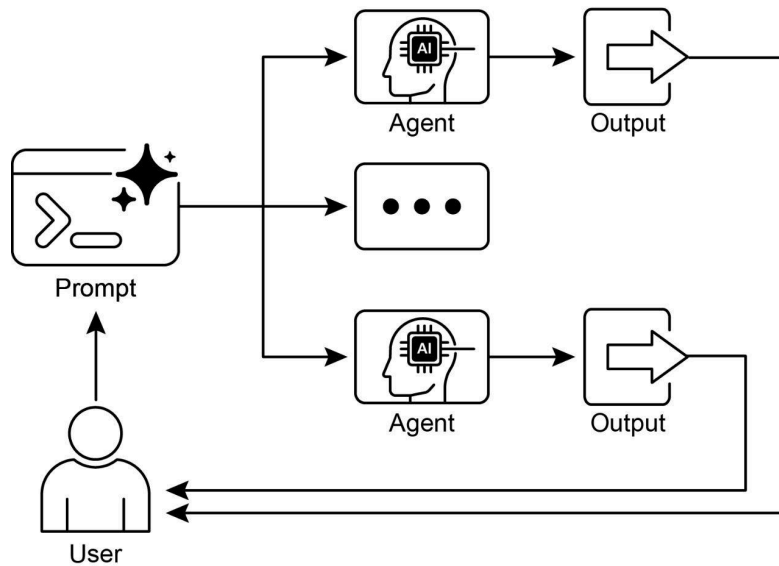 AI
Agent
Output
Prompt
AI
Agent
Output
User